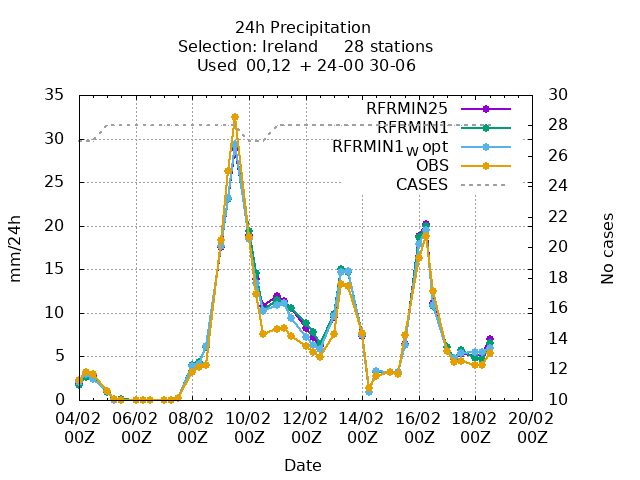 24h Precipitation
Selection: Ireland 28 stations
Used 00,12 + 24-00 30-06
35
30
25
20
15
10
5
0
mm/24h
30
28
26
24
22
20
18
16
14
12
10
No cases
RFRMIN25
RFRMIN1
RFRMIN1wopt
OBS
CASES
04/02 06/02 08/02 10/02 12/02 14/02 16/02 18/02 20/02
00Z 00Z 00Z 00Z 00Z 00Z 00Z 00Z 00Z
Date